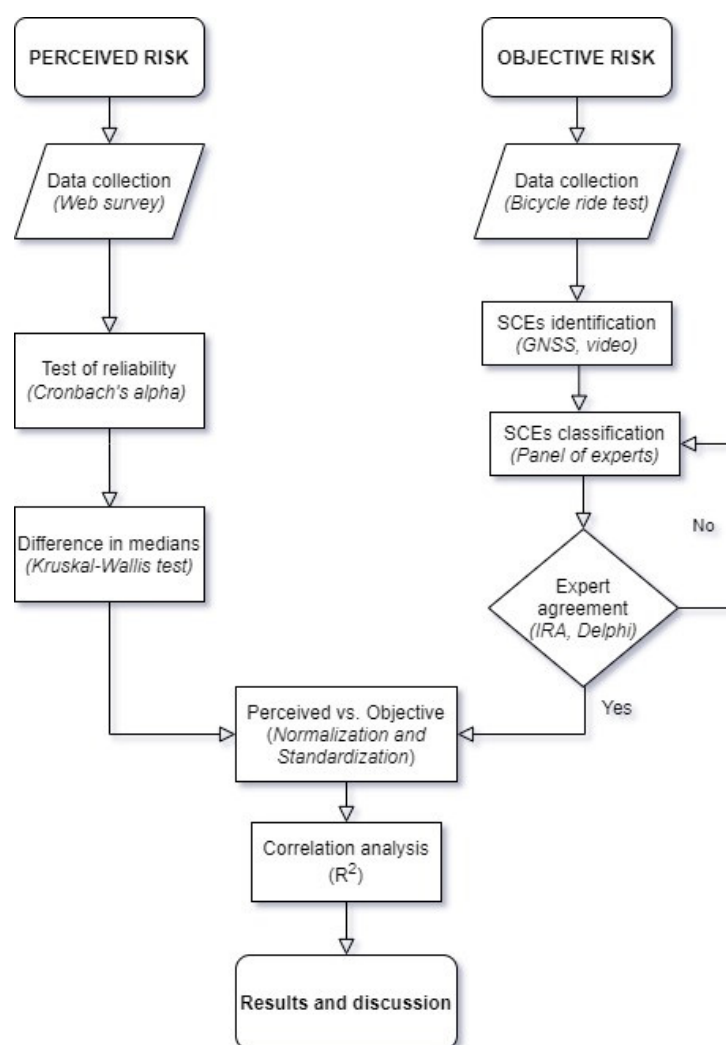 PERCEIVED RISK
Data collection
(Web survey)
Test of reliability
(Cronbach's alpha)
Difference in medians
(Kruskal-Wallis test)
OBJECTIVE RISK
Data collection
(Bicycle ride test)
SCEs identification
(GNSS, video)
SCEs classification
(Panel of experts)
No
Expert
agreement
(IRA, Delphi)
Yes
Perceived vs. Objective
(Normalization and
Standardization)
Correlation analysis
(R²)
Results and discussion